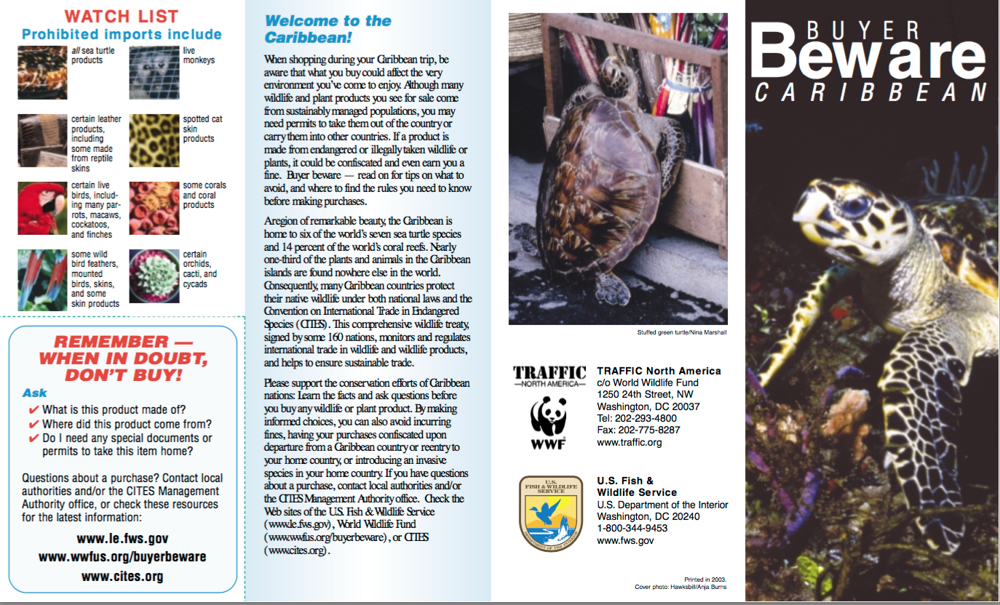 WATCH LIST
Prohibited imports include
all sea turtle
products
live
monkeys
certain leather
products,
including
some made
from reptile
skins
spotted cat
skin
products
certain live
birds, includ-
ing many par-
rots, macaws,
cockatoos,
and finches
some corals
and coral
products
some wild
bird feathers,
mounted
birds, skins,
and some
skin products
certain
orchids,
cacti, and
cycads
REMEMBER —
WHEN IN DOUBT,
DON'T BUY!
Ask
✔ What is this product made of?
✔ Where did this product come from?
✔ Do I need any special documents or
permits to take this item home?
Questions about a purchase? Contact local
authorities and/or the CITES Management
Authority office, or check these resources
for the latest information:
www.le.fws.gov
www.wwfus.org/buyerbeware
www.cites.org
Welcome to the
Caribbean!
When shopping during your Caribbean trip, be
aware that what you buy could affect the very
environment you've come to enjoy. Although many
wildlife and plant products you see for sale come
from sustainably managed populations, you may
need permits to take them out of the country or
carry them into other countries. If a product is
made from endangered or illegally taken wildlife or
plants, it could be confiscated and even earn you a
fine. Buyer beware — read on for tips on what to
avoid, and where to find the rules you need to know
before making purchases.
A region of remarkable beauty, the Caribbean is
home to six of the world's seven sea turtle species
and 14 percent of the world's coral reefs. Nearly
one-third of the plants and animals in the Caribbean
islands are found nowhere else in the world.
Consequently, many Caribbean countries protect
their native wildlife under both national laws and the
Convention on International Trade in Endangered
Species (CITES). This comprehensive wildlife treaty,
signed by some 160 nations, monitors and regulates
international trade in wildlife and wildlife products,
and helps to ensure sustainable trade.
Please support the conservation efforts of Caribbean
nations: Learn the facts and ask questions before
you buy any wildlife or plant product. By making
informed choices, you can also avoid incurring
fines, having your purchases confiscated upon
departure from a Caribbean country or reentry to
your home country, or introducing an invasive
species in your home country. If you have questions
about a purchase, contact local authorities and/or
the CITES Management Authority office. Check the
Web sites of the U.S. Fish & Wildlife Service
(www.le.fws.gov), World Wildlife Fund
(www.wwfus.org/buyerbeware), or CITES
(www.cites.org).
Stuffed green turtle/Nina Marshall
TRAFFIC
—NORTH AMERICA—
WWF
TRAFFIC North America
c/o World Wildlife Fund
1250 24th Street, NW
Washington, DC 20037
Tel: 202-293-4800
Fax: 202-775-8287
www.traffic.org
U.S.
FISH & WILDLIFE
SERVICE
DEPARTMENT OF THE INTERIOR
U.S. Fish &
Wildlife Service
U.S. Department of the Interior
Washington, DC 20240
1-800-344-9453
www.fws.gov
Printed in 2003.
Cover photo: Hawksbill/Anja Burns
BUYER
Beware
CARIBBEAN